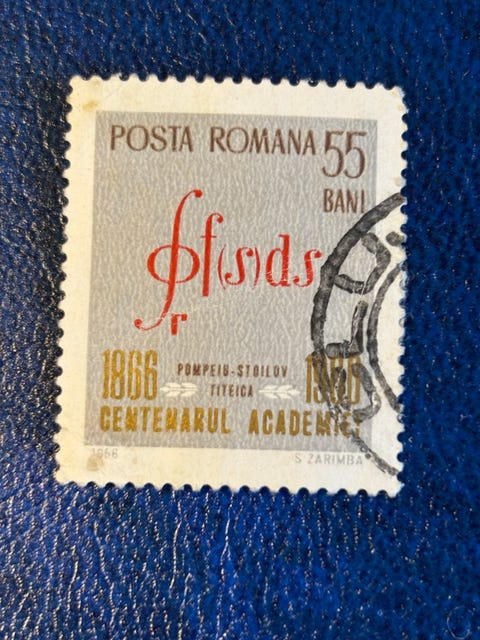 POSTA ROMANA 55
BANI
∮f(s)ds
r
1866 POMPEIU-STOILOV 1966
TITEICA
CENTENARUL ACADEMIEI
1966 S. ZARIMBA